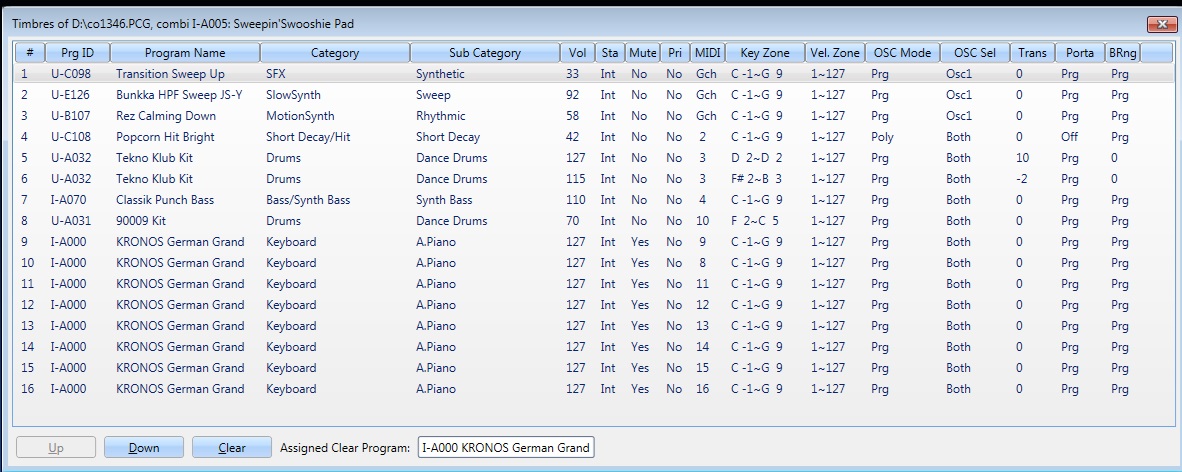 Timbres of D:\co1346.PCG, combi I-A005: Sweepin'Swooshie Pad
# Prg ID Program Name Category Sub Category Vol Sta Mute Pri MIDI Key Zone Vel. Zone OSC Mode OSC Sel Trans Porta BRng
1 U-C098 Transition Sweep Up SFX Synthetic 33 Int No No Gch C -1~G 9 1~127 Prg Osc1 0 Prg Prg
2 U-E126 Bunkka HPF Sweep JS-Y SlowSynth Sweep 92 Int No No Gch C -1~G 9 1~127 Prg Osc1 0 Prg Prg
3 U-B107 Rez Calming Down MotionSynth Rhythmic 58 Int No No Gch C -1~G 9 1~127 Prg Osc1 0 Prg Prg
4 U-C108 Popcorn Hit Bright Short Decay/Hit Short Decay 42 Int No No 2 C -1~G 9 1~127 Poly Both 0 Off Prg
5 U-A032 Tekno Klub Kit Drums Dance Drums 127 Int No No 3 D 2~D 2 1~127 Prg Both 10 Prg 0
6 U-A032 Tekno Klub Kit Drums Dance Drums 115 Int No No 3 F# 2~B 3 1~127 Prg Both -2 Prg 0
7 I-A070 Classik Punch Bass Bass/Synth Bass Synth Bass 110 Int No No 4 C -1~G 9 1~127 Prg Both 0 Prg Prg
8 U-A031 90009 Kit Drums Dance Drums 70 Int No No 10 F 2~C 5 1~127 Prg Both 0 Prg Prg
9 I-A000 KRONOS German Grand Keyboard A.Piano 127 Int Yes No 9 C -1~G 9 1~127 Prg Both 0 Prg Prg
10 I-A000 KRONOS German Grand Keyboard A.Piano 127 Int Yes No 8 C -1~G 9 1~127 Prg Both 0 Prg Prg
11 I-A000 KRONOS German Grand Keyboard A.Piano 127 Int Yes No 11 C -1~G 9 1~127 Prg Both 0 Prg Prg
12 I-A000 KRONOS German Grand Keyboard A.Piano 127 Int Yes No 12 C -1~G 9 1~127 Prg Both 0 Prg Prg
13 I-A000 KRONOS German Grand Keyboard A.Piano 127 Int Yes No 13 C -1~G 9 1~127 Prg Both 0 Prg Prg
14 I-A000 KRONOS German Grand Keyboard A.Piano 127 Int Yes No 14 C -1~G 9 1~127 Prg Both 0 Prg Prg
15 I-A000 KRONOS German Grand Keyboard A.Piano 127 Int Yes No 15 C -1~G 9 1~127 Prg Both 0 Prg Prg
16 I-A000 KRONOS German Grand Keyboard A.Piano 127 Int Yes No 16 C -1~G 9 1~127 Prg Both 0 Prg Prg
Up Down Clear Assigned Clear Program: I-A000 KRONOS German Grand